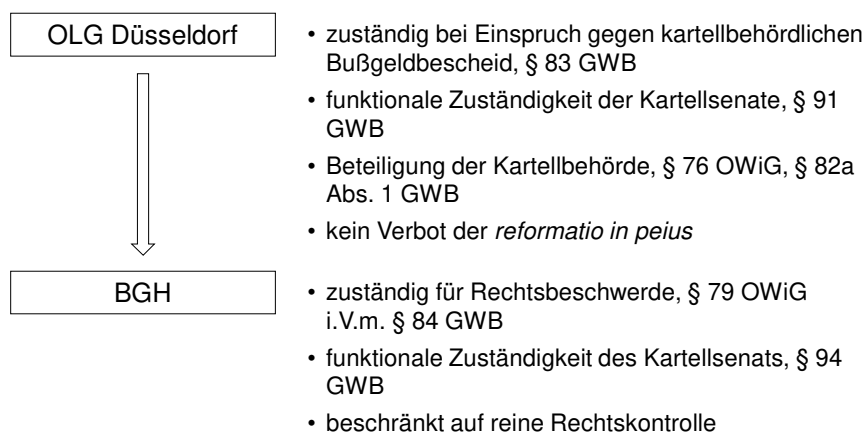 OLG Düsseldorf
• zuständig bei Einspruch gegen kartellbehördlichen
Bußgeldbescheid, § 83 GWB
• funktionale Zuständigkeit der Kartellsenate, § 91
GWB
• Beteiligung der Kartellbehörde, § 76 OWiG, § 82a
Abs. 1 GWB
• kein Verbot der reformatio in peius
BGH
• zuständig für Rechtsbeschwerde, § 79 OWiG
i.V.m. § 84 GWB
• funktionale Zuständigkeit des Kartellsenats, § 94
GWB
• beschränkt auf reine Rechtskontrolle